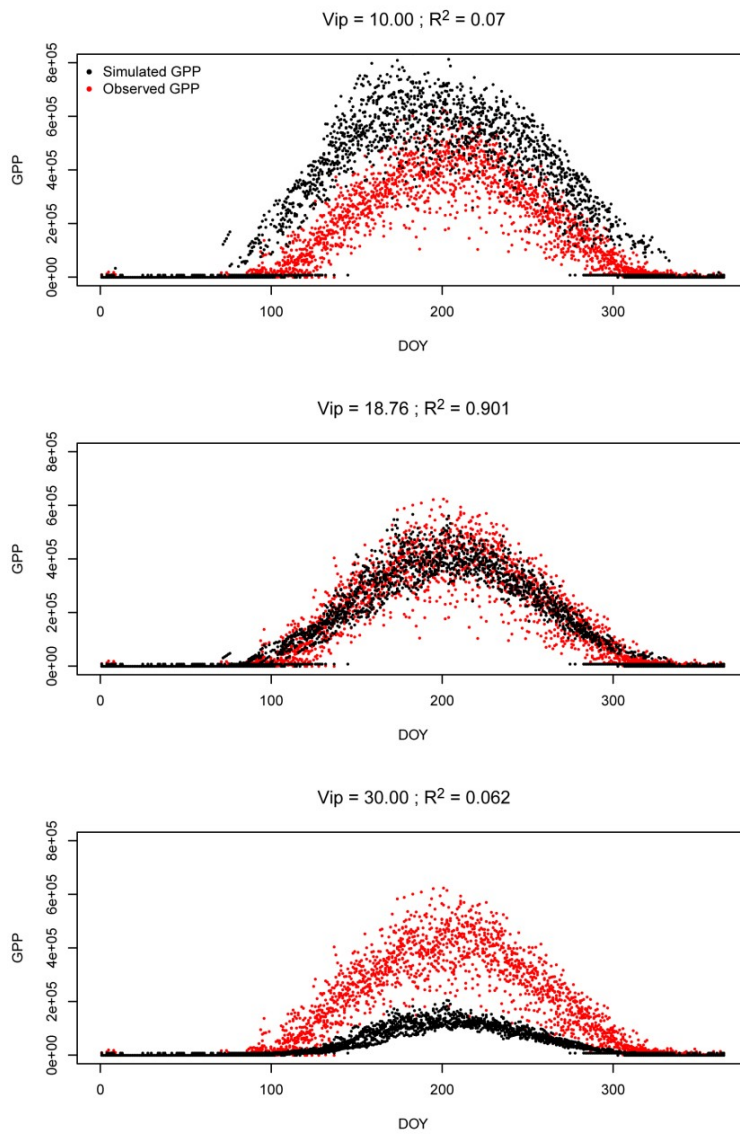 Vip = 10.00 ; R² = 0.07
Simulated GPP
Observed GPP
GPP
0e+00 2e+05 4e+05 6e+05 8e+05
0 100 200 300
DOY
Vip = 18.76 ; R² = 0.901
GPP
0e+00 2e+05 4e+05 6e+05 8e+05
0 100 200 300
DOY
Vip = 30.00 ; R² = 0.062
GPP
0e+00 2e+05 4e+05 6e+05 8e+05
0 100 200 300
DOY